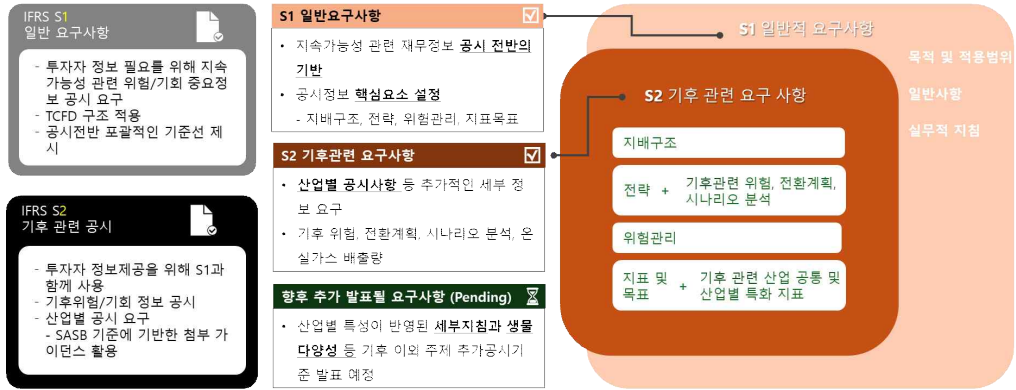 IFRS S1
일반 요구사항
- 투자자 정보 필요를 위해 지속
가능성 관련 위험/기회 중요정
보 공시 요구
- TCFD 구조 적용
- 공시전반 포괄적인 기준선 제
시
IFRS S2
기후 관련 공시
- 투자자 정보제공을 위해 S1과
함께 사용
- 기후위험/기회 정보 공시
- 산업별 공시 요구
- SASB 기준에 기반한 첨부 가
이던스 활용
S1 일반요구사항
• 지속가능성 관련 재무정보 공시 전반의
기반
• 공시정보 핵심요소 설정
- 지배구조, 전략, 위험관리, 지표목표
S2 기후관련 요구사항
• 산업별 공시사항 등 추가적인 세부 정
보 요구
• 기후 위험, 전환계획, 시나리오 분석, 온
실가스 배출량
향후 추가 발표될 요구사항 (Pending)
• 산업별 특성이 반영된 세부지침과 생물
다양성 등 기후 이외 주제 추가공시기
준 발표 예정
S1 일반적 요구사항
목적 및 적용범위
일반사항
실무적 지침
S2 기후 관련 요구 사항
지배구조
전략 + 기후관련 위험, 전환계획,
시나리오 분석
위험관리
지표 및
목표 + 기후 관련 산업 공통 및
산업별 특화 지표